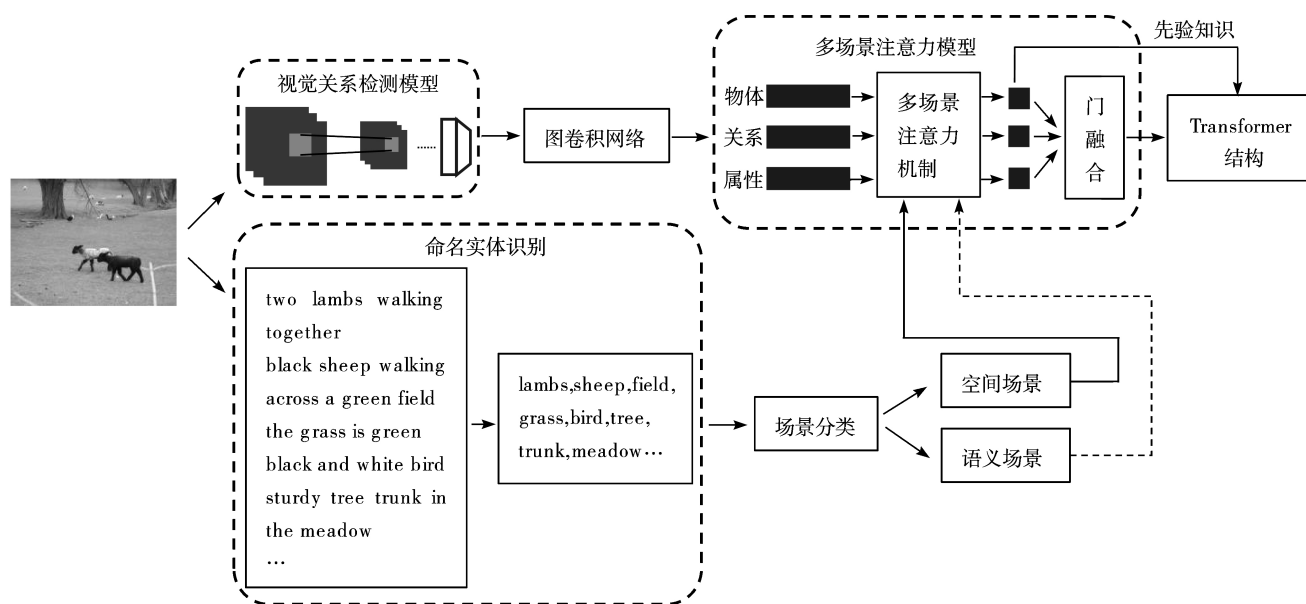 视觉关系检测模型
......
图卷积网络
多场景注意力模型
物体
关系
属性
多场景
注意力
机制
门
融
合
先验知识
Transformer
结构
命名实体识别
two lambs walking
together
black sheep walking
across a green field
the grass is green
black and white bird
sturdy tree trunk in
the meadow
…
lambs,sheep,field,
grass,bird,tree,
trunk,meadow…
场景分类
空间场景
语义场景